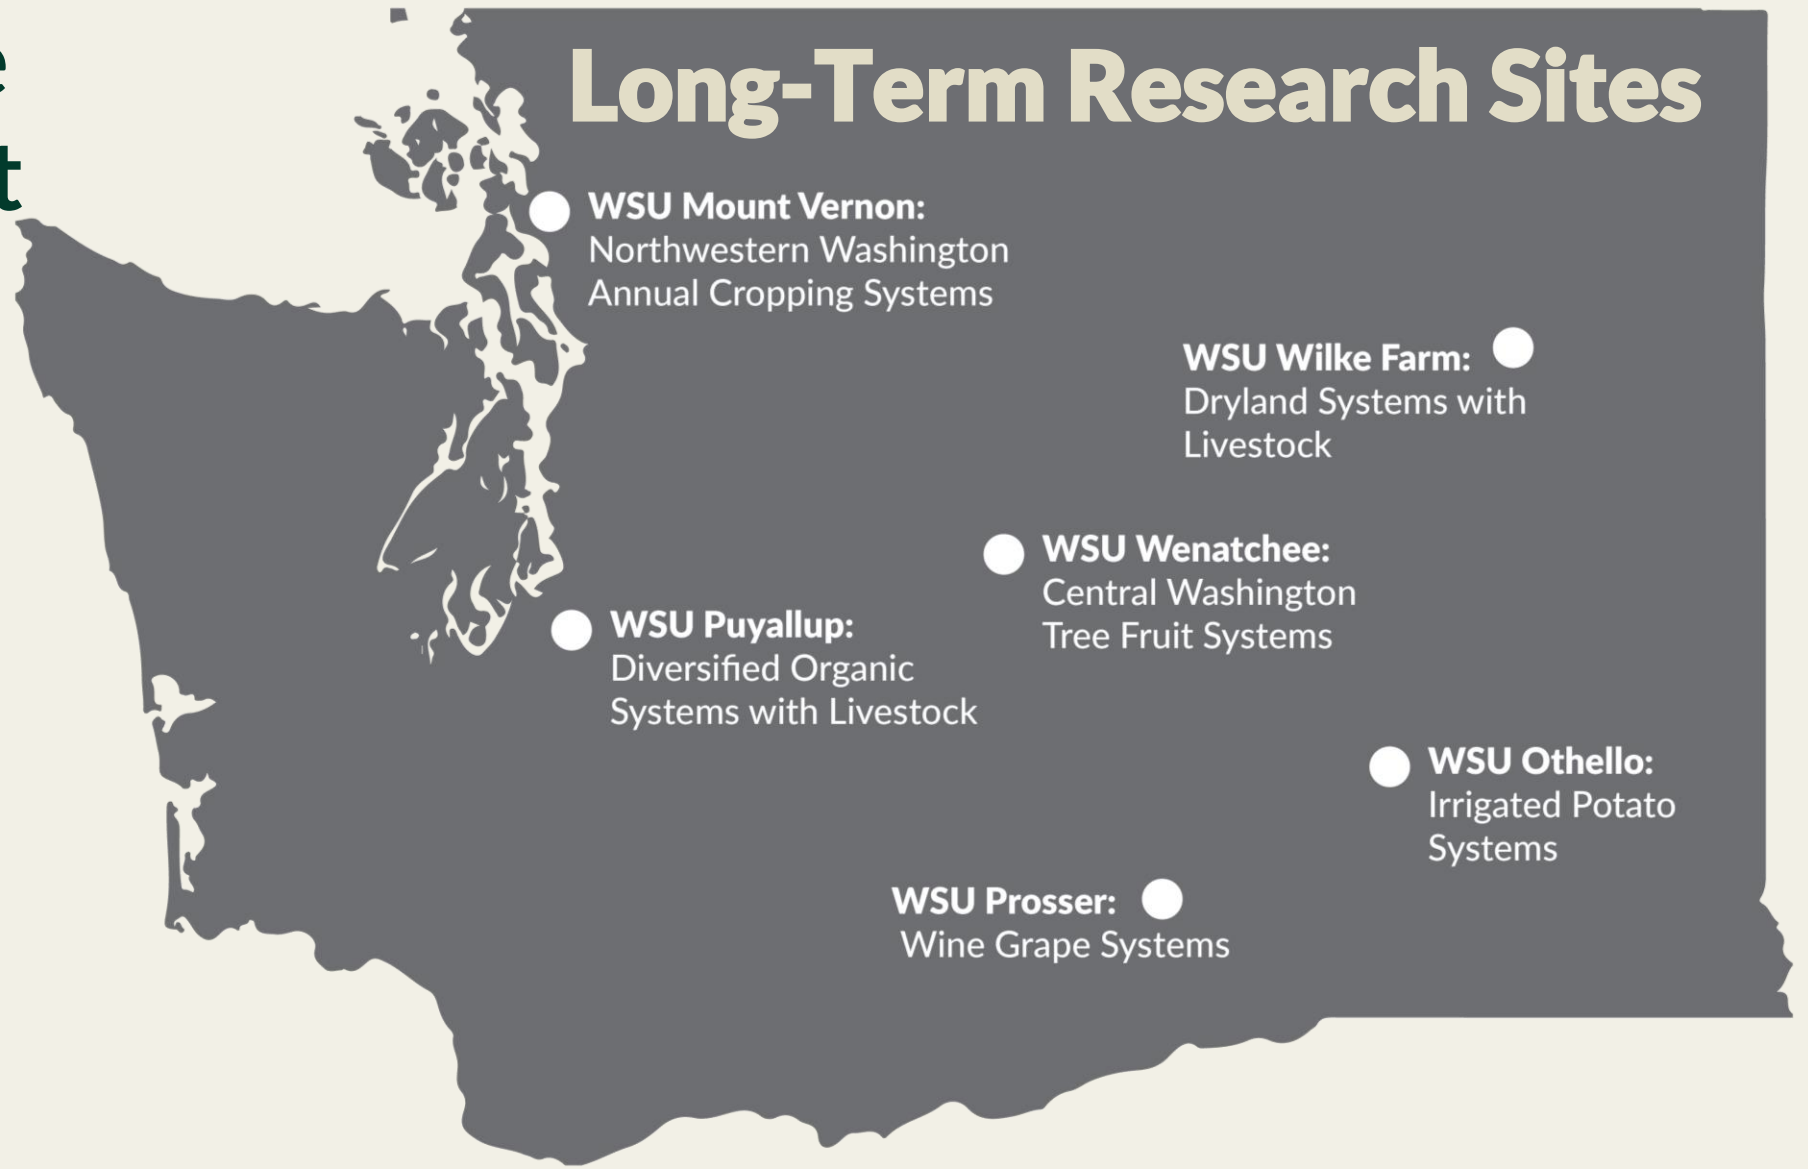 e
t
Long-Term Research Sites
WSU Mount Vernon:
Northwestern Washington
Annual Cropping Systems
WSU Wilke Farm:
Dryland Systems with
Livestock
WSU Wenatchee:
Central Washington
Tree Fruit Systems
WSU Puyallup:
Diversified Organic
Systems with Livestock
WSU Othello:
Irrigated Potato
Systems
WSU Prosser:
Wine Grape Systems